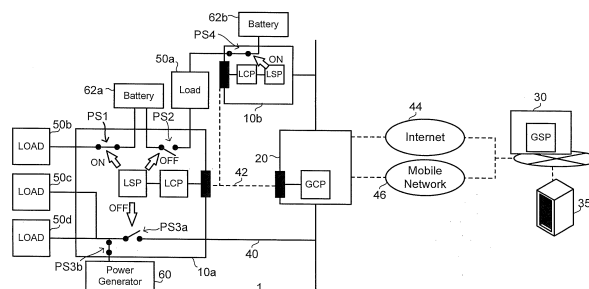 62b
Battery
PS4
50a
ON
44
30
62a
Battery
Load
LCP
LSP
GSP
PS1
PS2
10b
Internet
50b
20
LOAD
ON
OFF
42
Mobile
Network
50c
LSP
LCP
GCP
46
35
LOAD
OFF
50d
PS3a
LOAD
40
PS3b
Power
Generator
60
10a
1